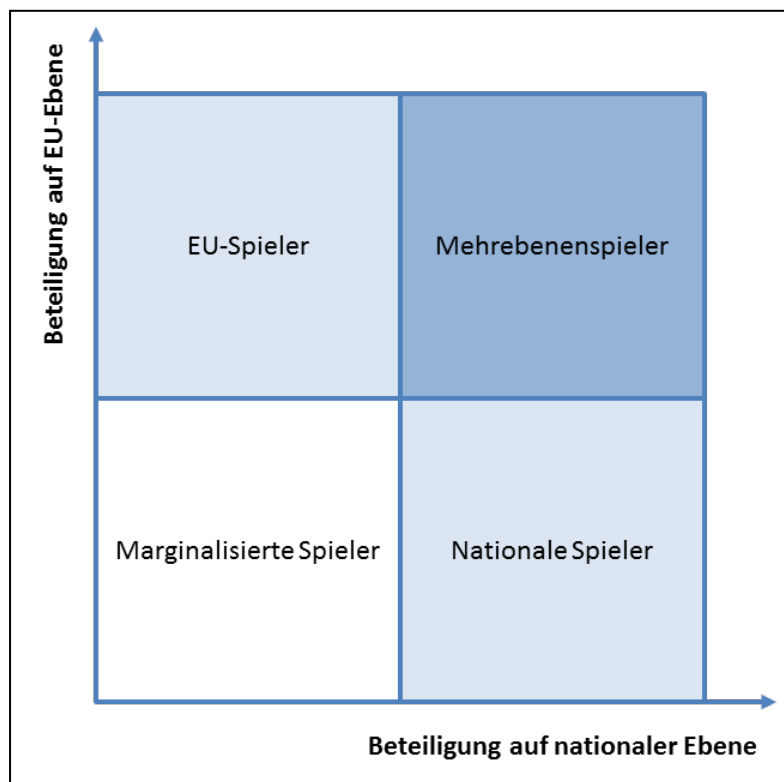 Beteiligung auf EU-Ebene
EU-Spieler
Mehrebenenspieler
Marginalisierte Spieler
Nationale Spieler
Beteiligung auf nationaler Ebene